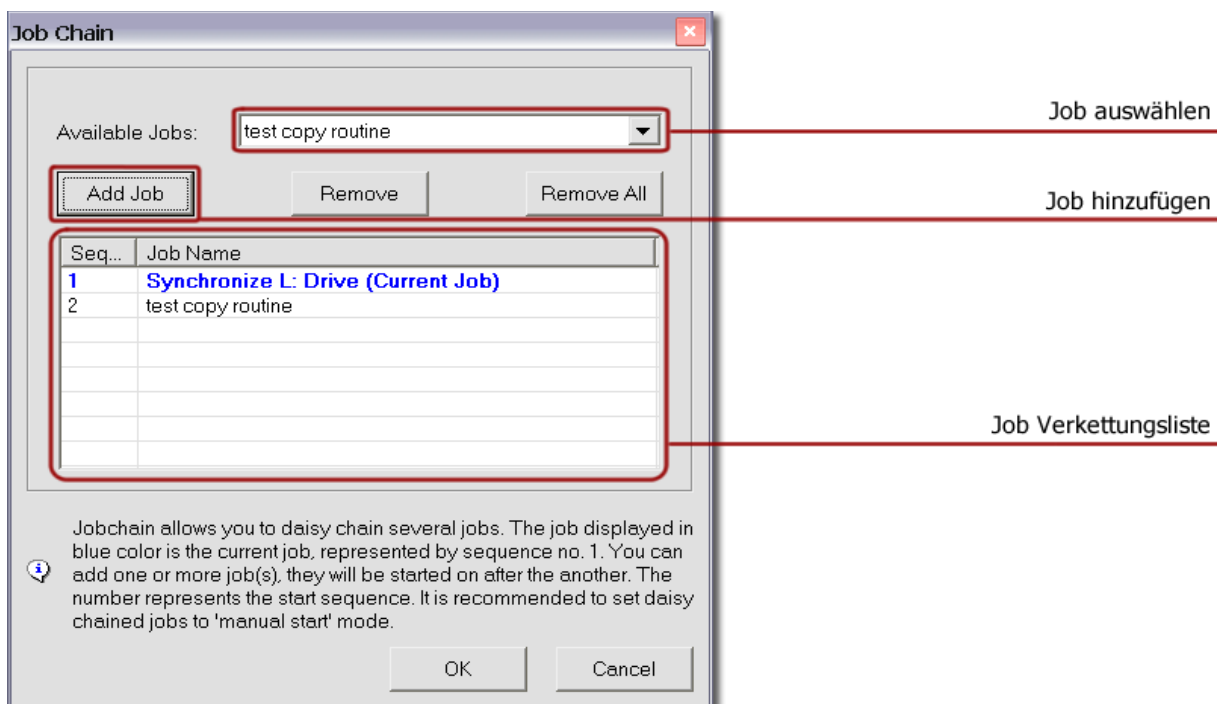 Job Chain
Available Jobs:
test copy routine
Job auswählen
Add Job
Remove
Remove All
Job hinzufügen
Seq...
Job Name
1
Synchronize L: Drive (Current Job)
2
test copy routine
Job Verkettungsliste
Jobchain allows you to daisy chain several jobs. The job displayed in
blue color is the current job, represented by sequence no. 1. You can
add one or more job(s), they will be started on after the another. The
number represents the start sequence. It is recommended to set daisy
chained jobs to 'manual start' mode.
OK
Cancel